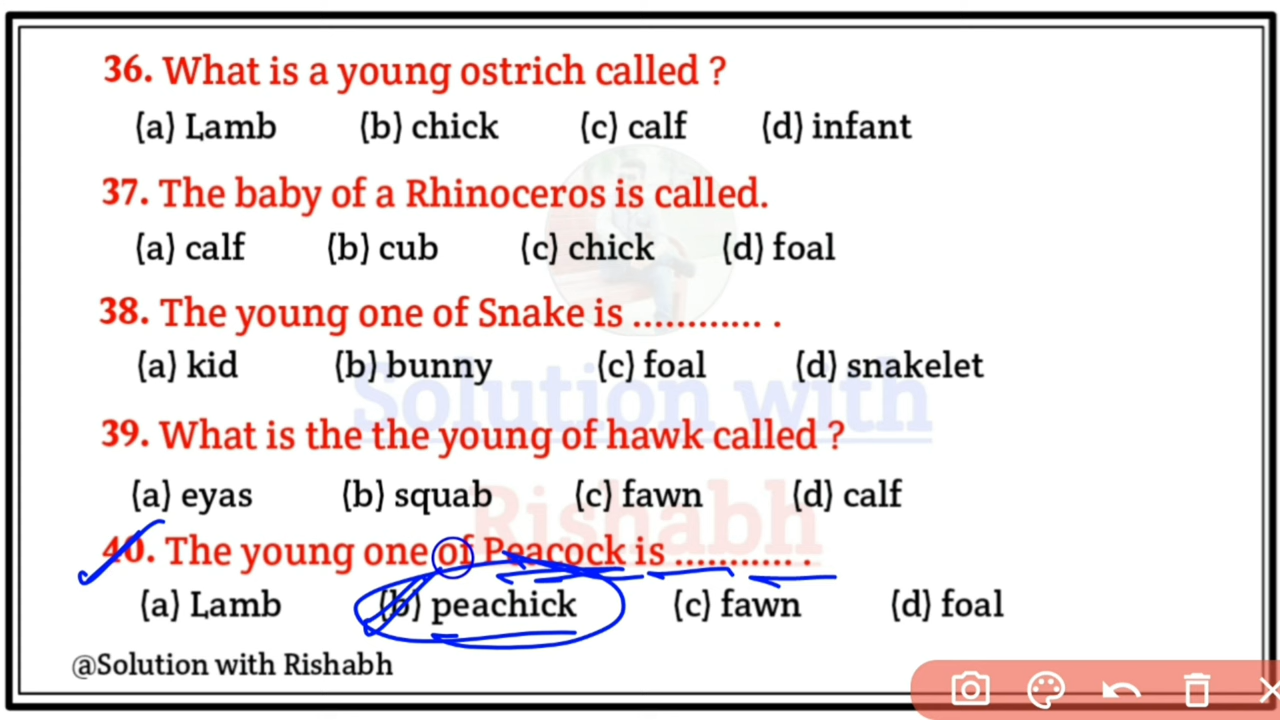 36. What is a young ostrich called ?
(a) Lamb (b) chick (c) calf (d) infant
37. The baby of a Rhinoceros is called.
(a) calf (b) cub (c) chick (d) foal
38. The young one of Snake is ............ .
(a) kid (b) bunny (c) foal (d) snakelet
Solution with
39. What is the the young of hawk called ?
(a) eyas (b) squab (c) fawn (d) calf
Rishabh
40. The young one of Peacock is ........... .
(a) Lamb (b) peachick (c) fawn (d) foal
@Solution with Rishabh